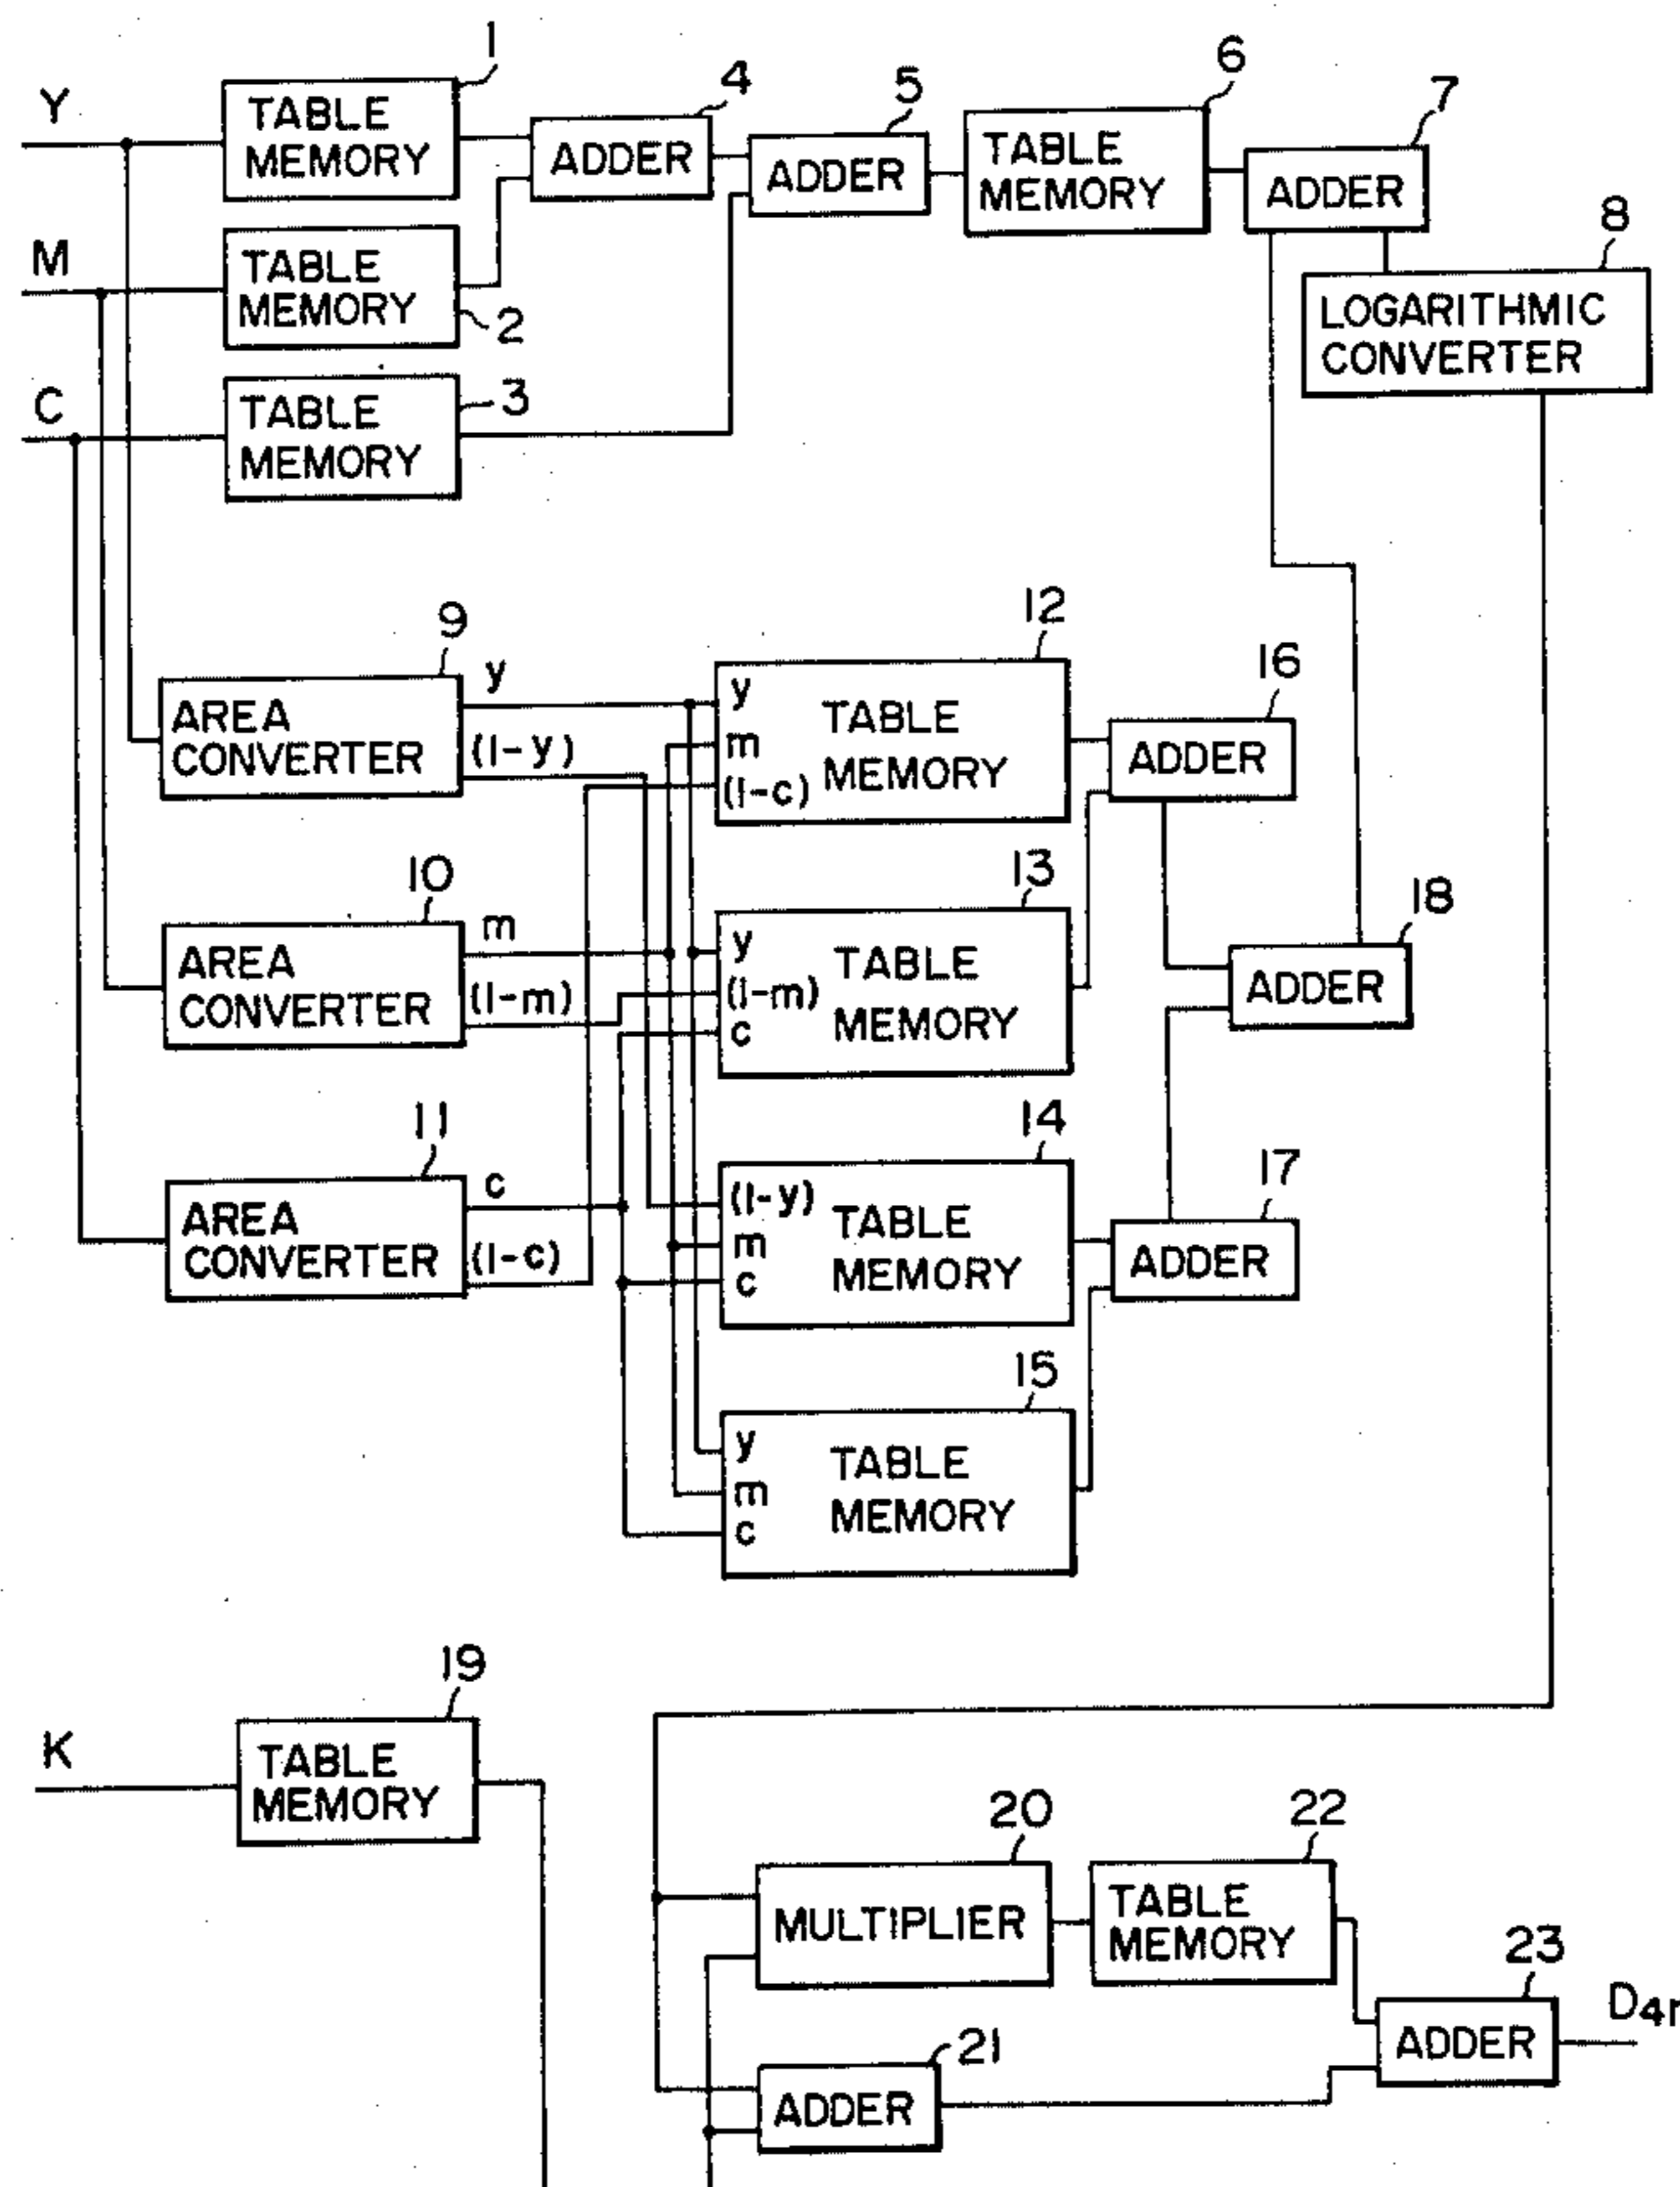 1
Y
TABLE
MEMORY
4
ADDER
5
ADDER
6
TABLE
MEMORY
7
ADDER
8
LOGARITHMIC
CONVERTER
M
TABLE
MEMORY
2
C
TABLE
MEMORY
3
9
AREA
CONVERTER
y
(1-y)
12
y
m
(1-c)
TABLE
MEMORY
16
ADDER
10
AREA
CONVERTER
m
(1-m)
13
y
(1-m)
c
TABLE
MEMORY
18
ADDER
11
AREA
CONVERTER
c
(1-c)
14
(1-y)
m
c
TABLE
MEMORY
17
ADDER
15
y
m
c
TABLE
MEMORY
19
K
TABLE
MEMORY
20
MULTIPLIER
22
TABLE
MEMORY
23
ADDER
21
ADDER